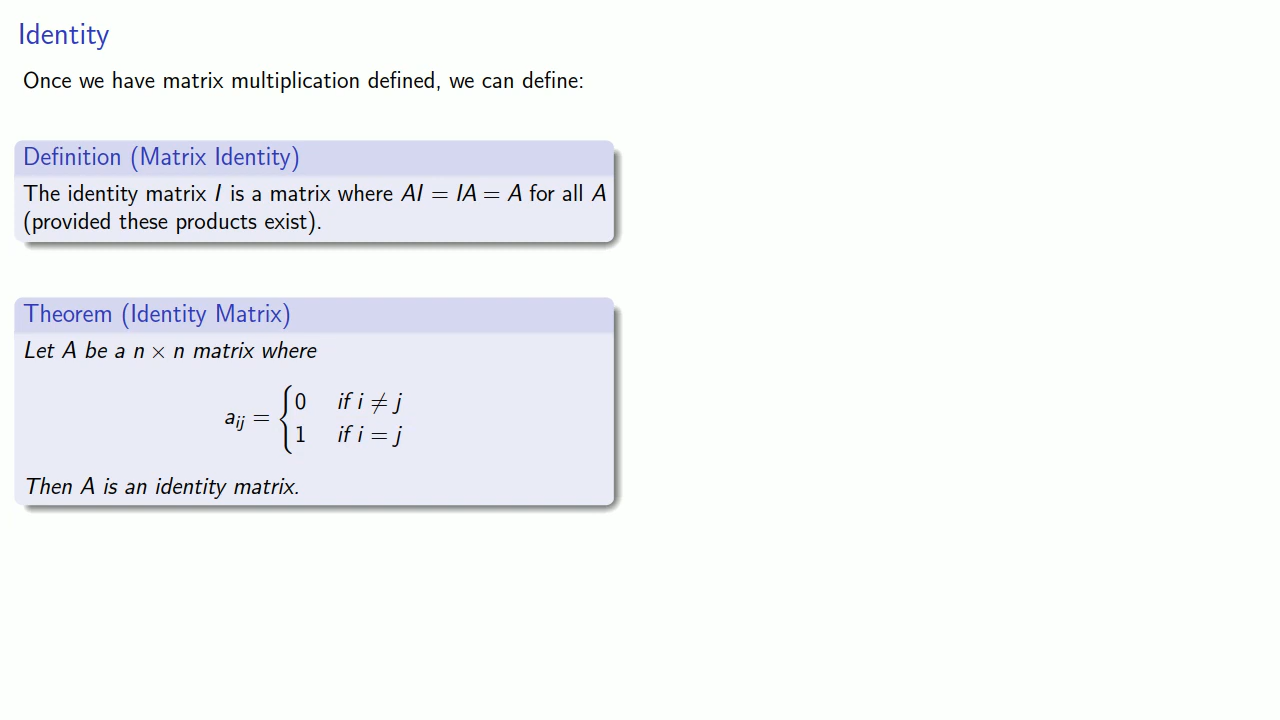 Identity
Once we have matrix multiplication defined, we can define:
Definition (Matrix Identity)
The identity matrix I is a matrix where AI = IA = A for all A
(provided these products exist).
Theorem (Identity Matrix)
Let A be a n × n matrix where
a_{ij} = { 0 if i ≠ j
1 if i = j
Then A is an identity matrix.